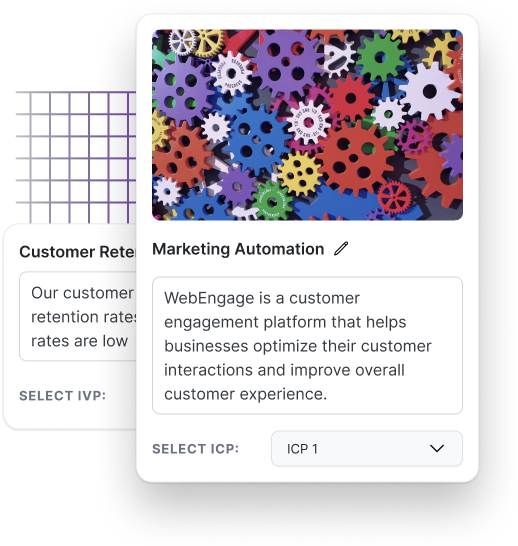 Marketing Automation
WebEngage is a customer
engagement platform that helps
businesses optimize their customer
interactions and improve overall
customer experience.
SELECT ICP:
ICP 1
Customer Rete
Our customer
retention rates
rates are low
SELECT IVP: